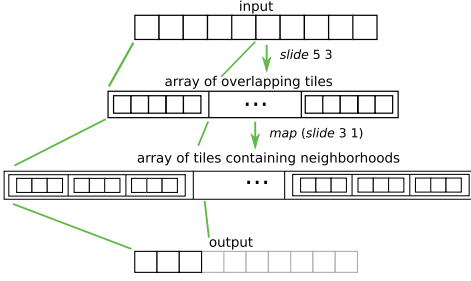 input
slide 5 3
array of overlapping tiles
...
map (slide 3 1)
array of tiles containing neighborhoods
...
output